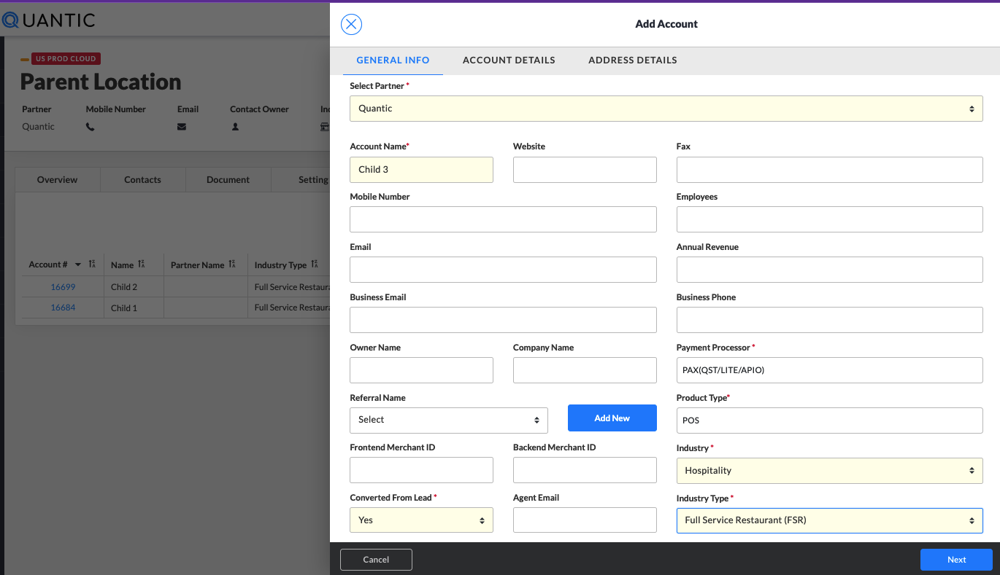 QUANTIC
US PROD CLOUD
Parent Location
Partner Mobile Number Email Contact Owner
Quantic
Overview Contacts Document Setting
Account # Name Partner Name Industry Type
16699 Child 2 Full Service Restaura
16684 Child 1 Full Service Restaura
Add Account
GENERAL INFO ACCOUNT DETAILS ADDRESS DETAILS
Select Partner *
Quantic
Account Name* Website Fax
Child 3
Mobile Number Employees
Email Annual Revenue
Business Email Business Phone
Owner Name Company Name Payment Processor *
PAX(QST/LITE/APIO)
Referral Name Product Type*
Select Add New POS
Frontend Merchant ID Backend Merchant ID Industry *
Hospitality
Converted From Lead * Agent Email Industry Type *
Yes Full Service Restaurant (FSR)
Cancel Next